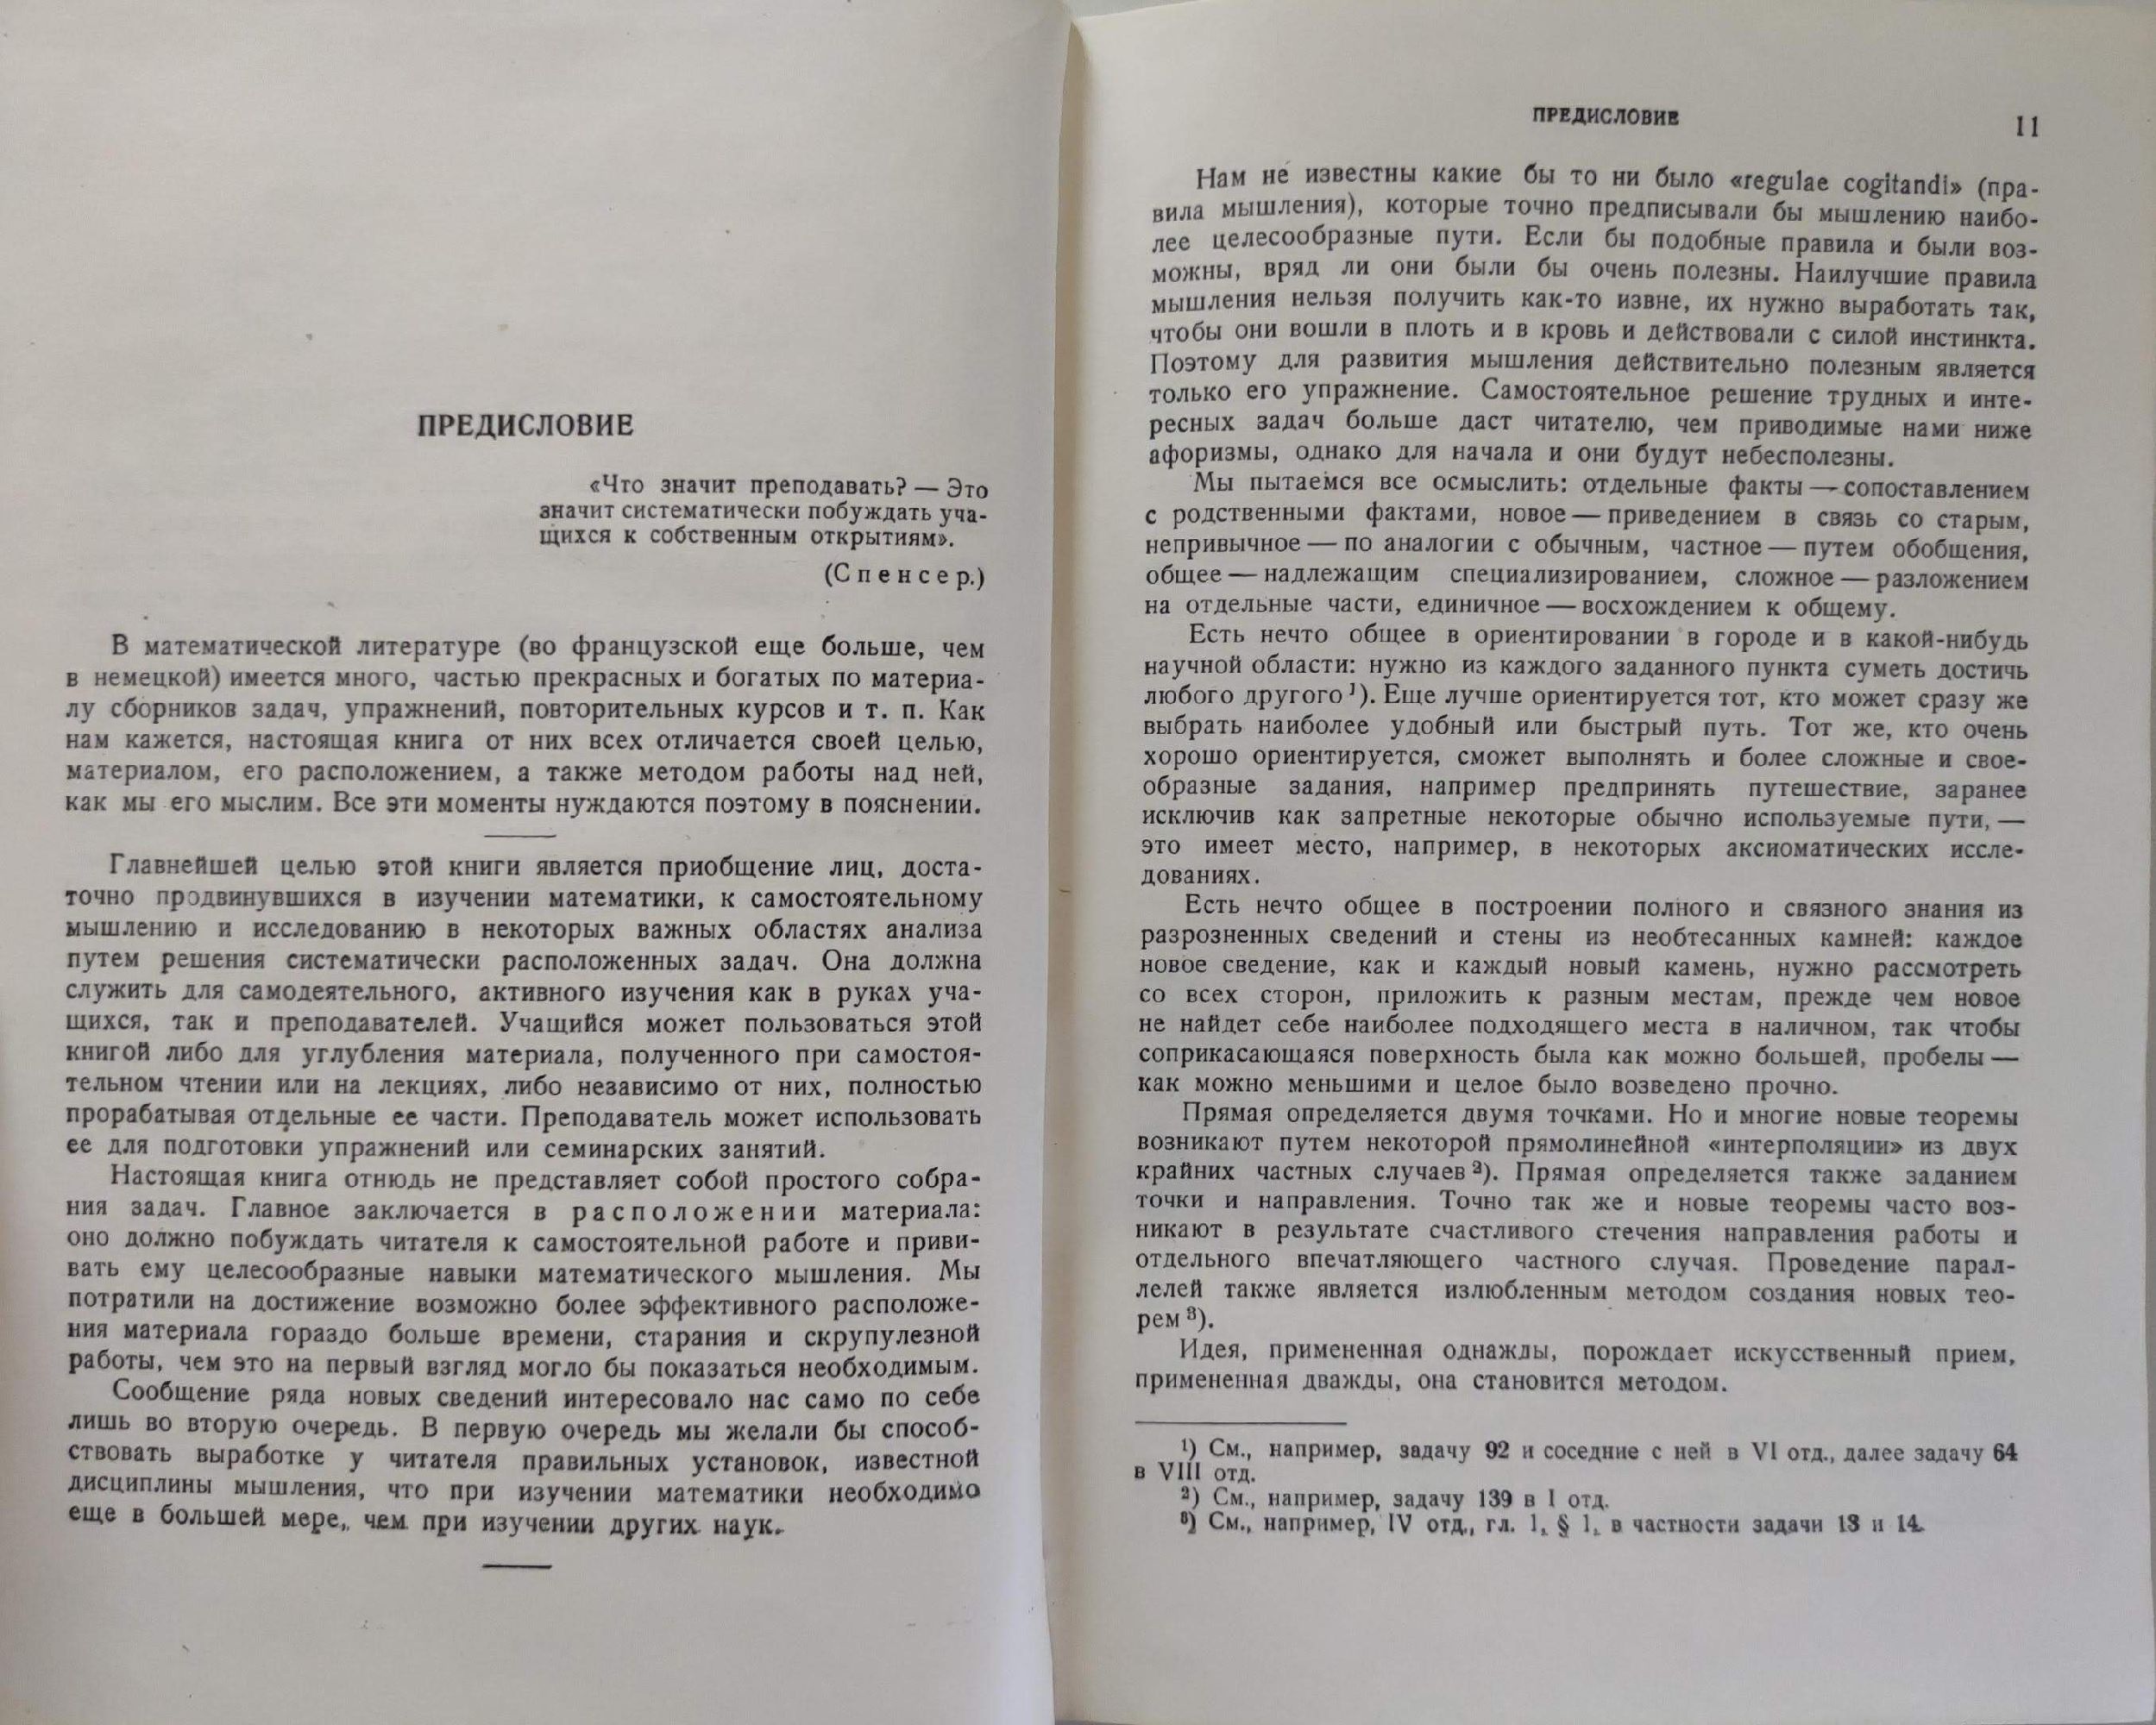 ПРЕДИСЛОВИЕ
«Что значит преподавать? — Это
значит систематически побуждать уча-
щихся к собственным открытиям».
(Спенсер.)
В математической литературе (во французской еще больше, чем
в немецкой) имеется много, частью прекрасных и богатых по материа-
лу сборников задач, упражнений, повторительных курсов и т. п. Как
нам кажется, настоящая книга от них всех отличается своей целью,
материалом, его расположением, а также методом работы над ней,
как мы его мыслим. Все эти моменты нуждаются поэтому в пояснении.
Главнейшей целью этой книги является приобщение лиц, доста-
точно продвинувшихся в изучении математики, к самостоятельному
мышлению и исследованию в некоторых важных областях анализа
путем решения систематически расположенных задач. Она должна
служить для самодеятельного, активного изучения как в руках уча-
щихся, так и преподавателей. Учащийся может пользоваться этой
книгой либо для углубления материала, полученного при самостоя-
тельном чтении или на лекциях, либо независимо от них, полностью
прорабатывая отдельные ее части. Преподаватель может использовать
ее для подготовки упражнений или семинарских занятий.
Настоящая книга отнюдь не представляет собой простого собра-
ния задач. Главное заключается в расположении материала:
оно должно побуждать читателя к самостоятельной работе и приви-
вать ему целесообразные навыки математического мышления. Мы
потратили на достижение возможно более эффективного расположе-
ния материала гораздо больше времени, старания и скрупулезной
работы, чем это на первый взгляд могло бы показаться необходимым.
Сообщение ряда новых сведений интересовало нас само по себе
лишь во вторую очередь. В первую очередь мы желали бы способ-
ствовать выработке у читателя правильных установок, известной
дисциплины мышления, что при изучении математики необходимо
еще в большей мере, чем при изучении других наук.
ПРЕДИСЛОВИЕ 11
Нам не известны какие бы то ни было «regulae cogitandi» (пра-
вила мышления), которые точно предписывали бы мышлению наибо-
лее целесообразные пути. Если бы подобные правила и были воз-
можны, вряд ли они были бы очень полезны. Наилучшие правила
мышления нельзя получить как-то извне, их нужно выработать так,
чтобы они вошли в плоть и в кровь и действовали с силой инстинкта.
Поэтому для развития мышления действительно полезным является
только его упражнение. Самостоятельное решение трудных и инте-
ресных задач больше даст читателю, чем приводимые нами ниже
афоризмы, однако для начала и они будут небесполезны.
Мы пытаемся все осмыслить: отдельные факты — сопоставлением
с родственными фактами, новое — приведением в связь со старым,
непривычное — по аналогии с обычным, частное — путем обобщения,
общее — надлежащим специализированием, сложное — разложением
на отдельные части, единичное — восхождением к общему.
Есть нечто общее в ориентировании в городе и в какой-нибудь
научной области: нужно из каждого заданного пункта суметь достичь
любого другого ¹). Еще лучше ориентируется тот, кто может сразу же
выбрать наиболее удобный или быстрый путь. Тот же, кто очень
хорошо ориентируется, сможет выполнять и более сложные и свое-
образные задания, например предпринять путешествие, заранее
исключив как запретные некоторые обычно используемые пути, —
это имеет место, например, в некоторых аксиоматических иссле-
дованиях.
Есть нечто общее в построении полного и связного знания из
разрозненных сведений и стены из необтесанных камней: каждое
новое сведение, как и каждый новый камень, нужно рассмотреть
со всех сторон, приложить к разным местам, прежде чем новое
не найдет себе наиболее подходящего места в наличном, так чтобы
соприкасающаяся поверхность была как можно большей, пробелы —
как можно меньшими и целое было возведено прочно.
Прямая определяется двумя точками. Но и многие новые теоремы
возникают путем некоторой прямолинейной «интерполяции» из двух
крайних частных случаев ²). Прямая определяется также заданием
точки и направления. Точно так же и новые теоремы часто воз-
никают в результате счастливого стечения направления работы и
отдельного впечатляющего частного случая. Проведение парал-
лелей также является излюбленным методом создания новых тео-
рем ³).
Идея, примененная однажды, порождает искусственный прием,
примененная дважды, она становится методом.
¹) См., например, задачу 92 и соседние с ней в VI отд., далее задачу 64
в VIII отд.
²) См., например, задачу 139 в I отд.
³) См., например, IV отд., гл. 1, § 1, в частности задачи 13 и 14.